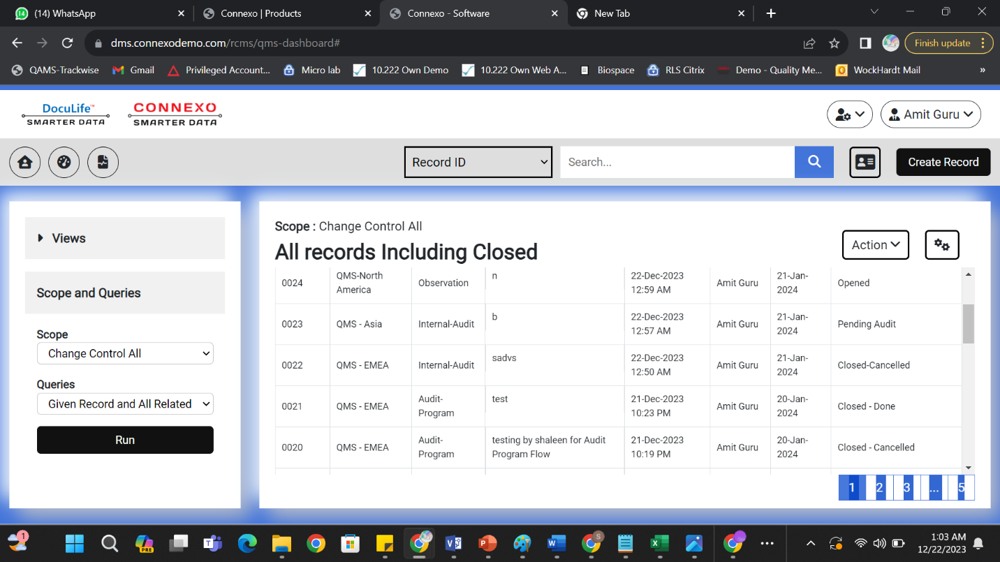 (14) WhatsApp
Connexo | Products
Connexo - Software
New Tab
dms.connexodemo.com/rcms/qms-dashboard#
Finish update
QAMS-Trackwise
Gmail
Privileged Account...
Micro lab
10.222 Own Demo
10.222 Own Web A...
Biospace
RLS Citrix
Demo - Quality Me...
WockHardt Mail
»
DocuLife™
SMARTER DATA
CONNEXO
SMARTER DATA
Amit Guru
Record ID
Search...
Create Record
Views
Scope and Queries
Scope
Change Control All
Queries
Given Record and All Related
Run
Scope : Change Control All
All records Including Closed
Action
0024 QMS-North America Observation n 22-Dec-2023 12:59 AM Amit Guru 21-Jan-2024 Opened
0023 QMS - Asia Internal-Audit b 22-Dec-2023 12:57 AM Amit Guru 21-Jan-2024 Pending Audit
0022 QMS - EMEA Internal-Audit sadvs 22-Dec-2023 12:50 AM Amit Guru 21-Jan-2024 Closed-Cancelled
0021 QMS - EMEA Audit-Program test 21-Dec-2023 10:23 PM Amit Guru 20-Jan-2024 Closed - Done
0020 QMS - EMEA Audit-Program testing by shaleen for Audit Program Flow 21-Dec-2023 10:19 PM Amit Guru 20-Jan-2024 Closed - Cancelled
1 2 3 ... 5
1:03 AM
12/22/2023